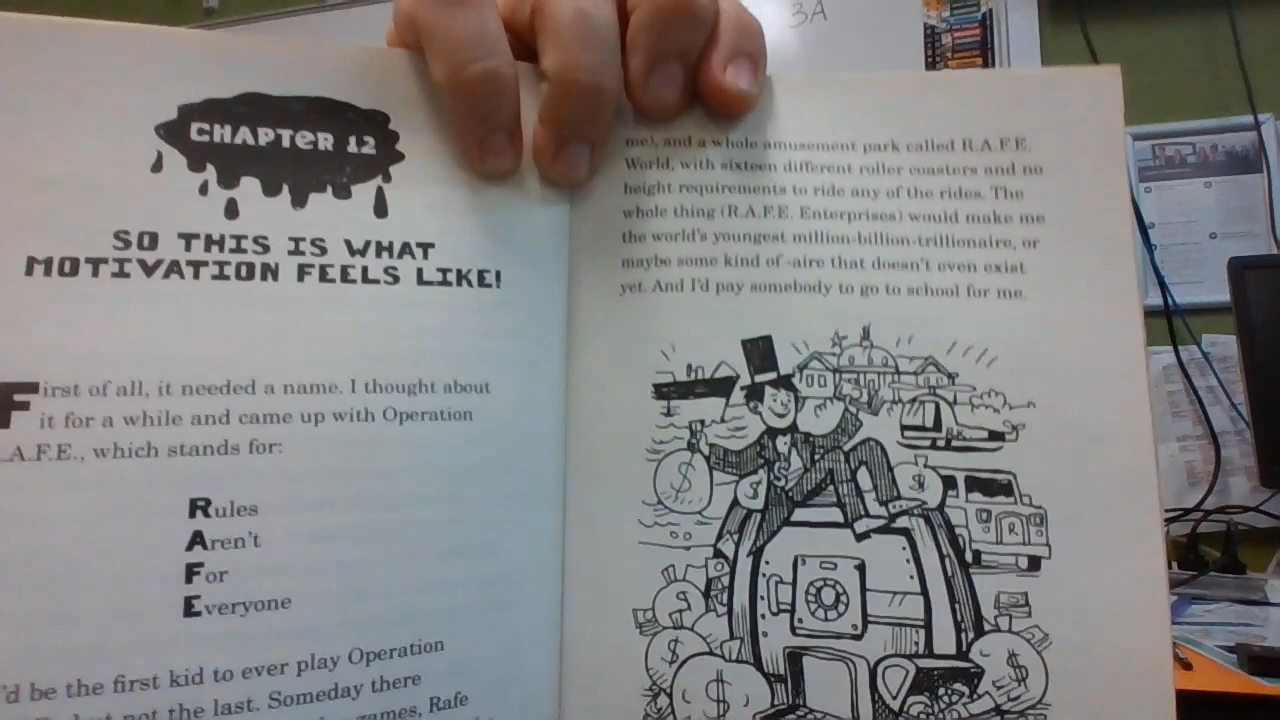 3A
CHAPTER 12
SO THIS IS WHAT
MOTIVATION FEELS LIKE!
First of all, it needed a name. I thought about
it for a while and came up with Operation
.A.F.E., which stands for:
Rules
Aren't
For
Everyone
'd be the first kid to ever play Operation
but not the last. Someday there
games, Rafe
me), and a whole amusement park called R.A.F.E.
World, with sixteen different roller coasters and no
height requirements to ride any of the rides. The
whole thing (R.A.F.E. Enterprises) would make me
the world's youngest million-billion-trillionaire, or
maybe some kind of -aire that doesn't even exist
yet. And I'd pay somebody to go to school for me.
$
$
$
$
R
$
$
$
$